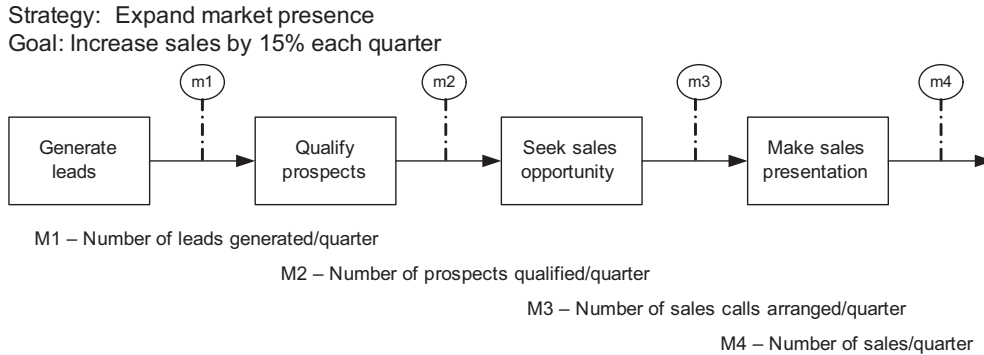 Strategy: Expand market presence
Goal: Increase sales by 15% each quarter
m1
m2
m3
m4
Generate
leads
Qualify
prospects
Seek sales
opportunity
Make sales
presentation
M1 – Number of leads generated/quarter
M2 – Number of prospects qualified/quarter
M3 – Number of sales calls arranged/quarter
M4 – Number of sales/quarter